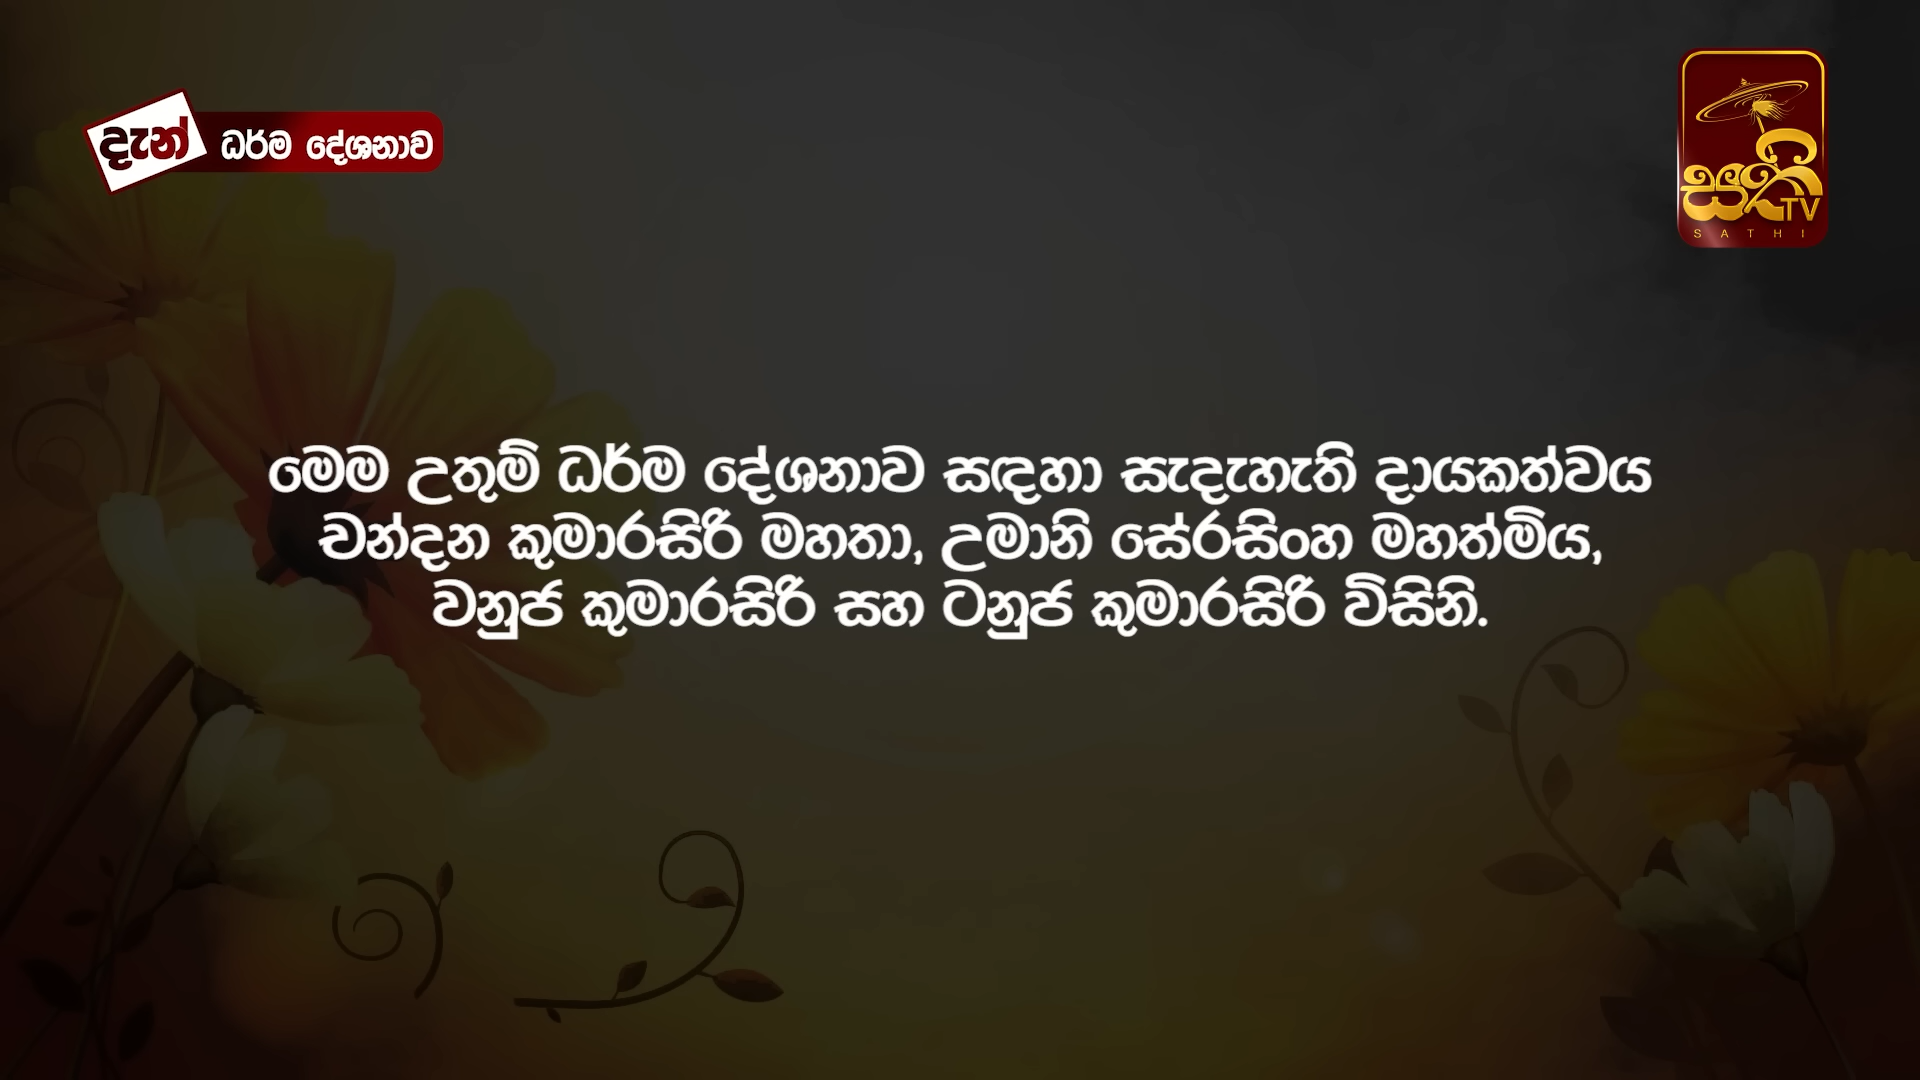 දැන් ධර්ම දේශනාව
සති TV
SATHI
මෙම උතුම් ධර්ම දේශනාව සඳහා සැදැහැති දායකත්වය
චන්දන කුමාරසිරි මහතා, උමානි සේරසිංහ මහත්මිය,
වනුජ කුමාරසිරි සහ ටනුජ කුමාරසිරි විසිනි.